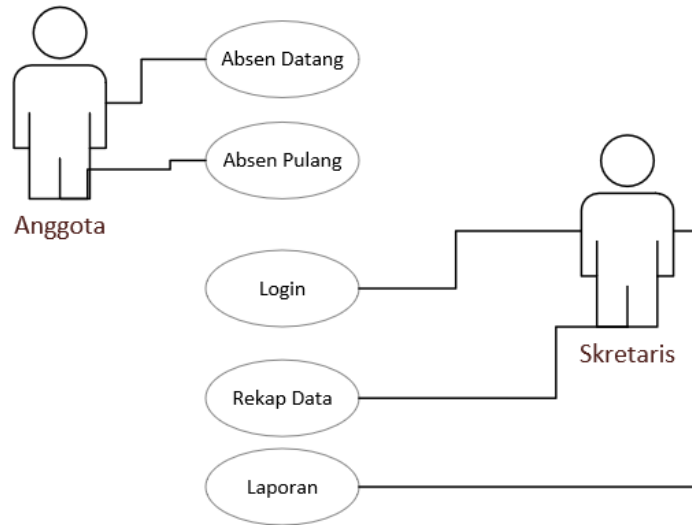 Absen Datang
Absen Pulang
Anggota
Login
Skretaris
Rekap Data
Laporan